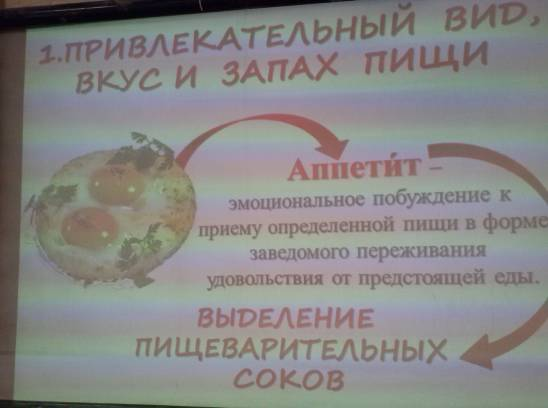 1.ПРИВЛЕКАТЕЛЬНЫЙ ВИД,
ВКУС И ЗАПАХ ПИЩИ
Аппети́т –
эмоциональное побуждение к
приему определенной пищи в форме
заведомого переживания
удовольствия от предстоящей еды.
ВЫДЕЛЕНИЕ
ПИЩЕВАРИТЕЛЬНЫХ
СОКОВ